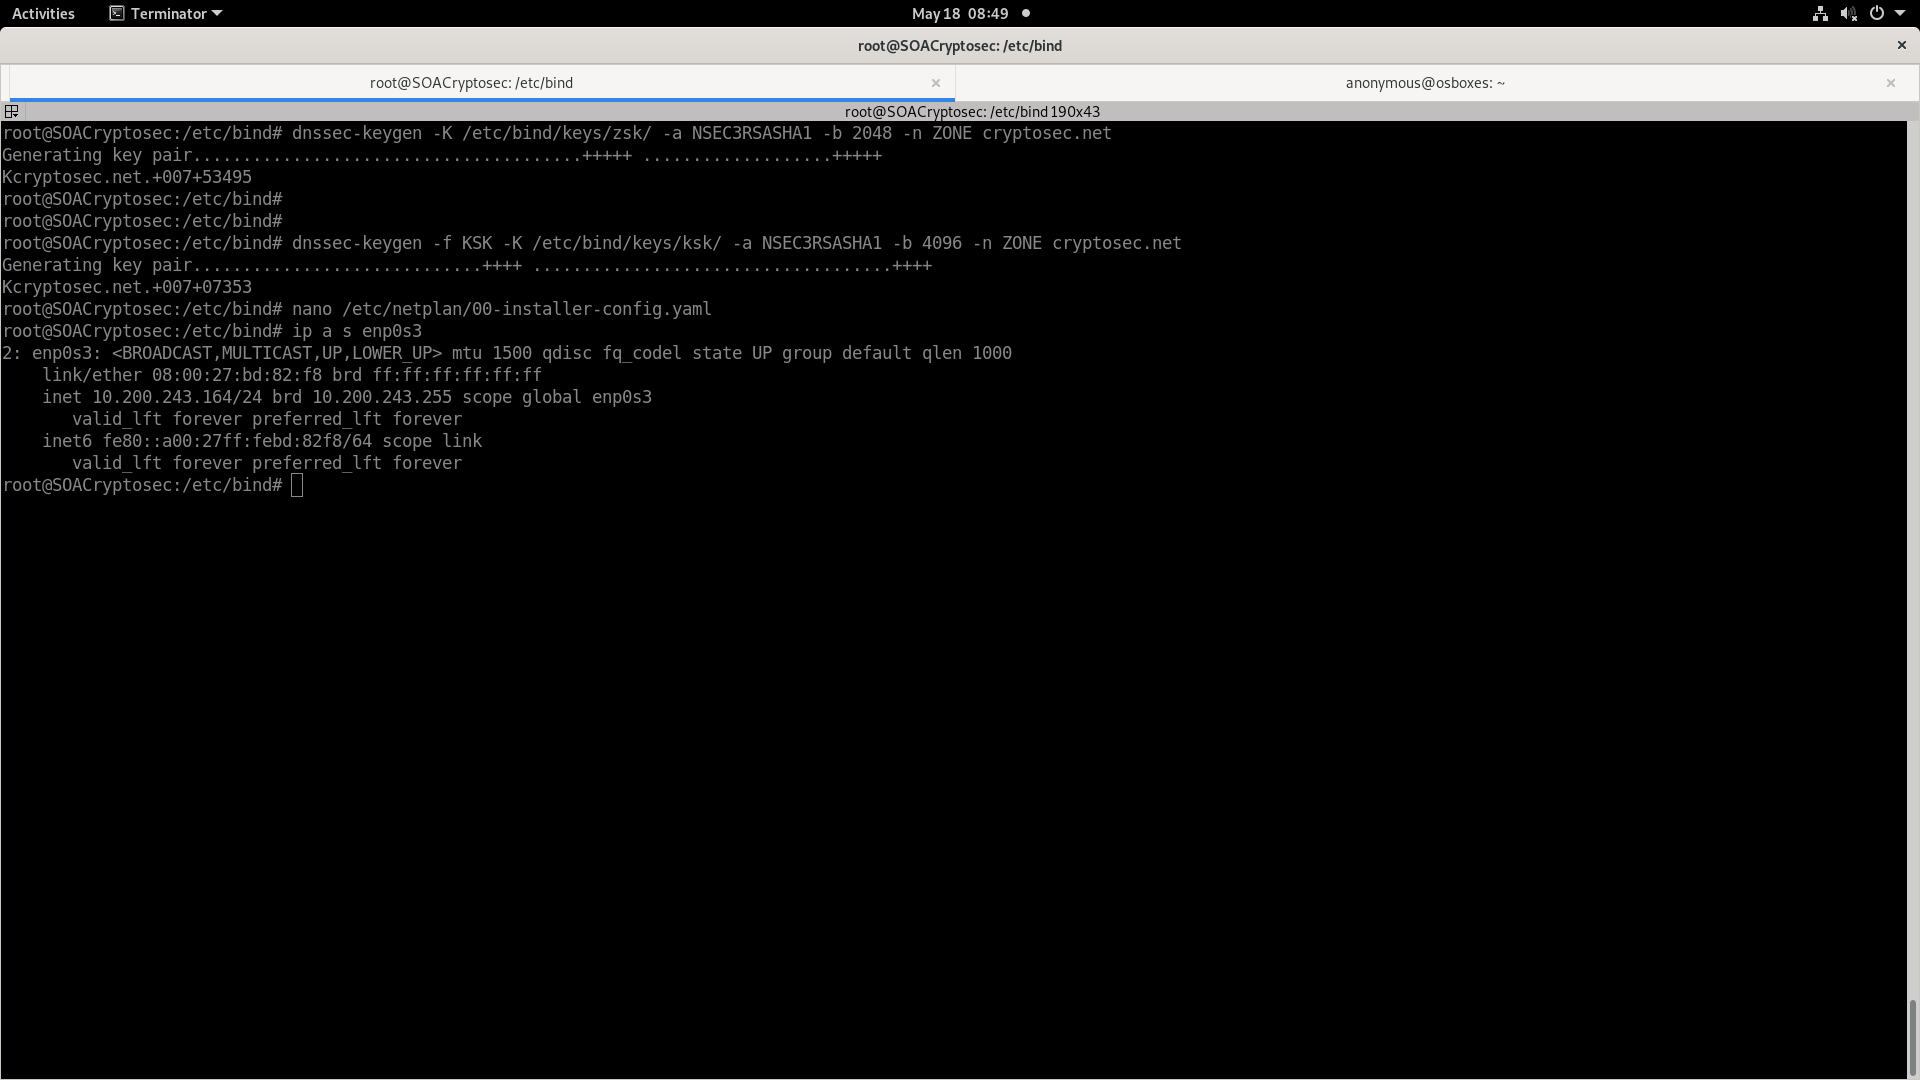 Activities Terminator May 18 08:49
root@SOACryptosec: /etc/bind
root@SOACryptosec: /etc/bind anonymous@osboxes: ~
root@SOACryptosec: /etc/bind 190x43
root@SOACryptosec:/etc/bind# dnssec-keygen -K /etc/bind/keys/zsk/ -a NSEC3RSASHA1 -b 2048 -n ZONE cryptosec.net
Generating key pair.......................................+++++ ...................+++++
Kcryptosec.net.+007+53495
root@SOACryptosec:/etc/bind#
root@SOACryptosec:/etc/bind#
root@SOACryptosec:/etc/bind# dnssec-keygen -f KSK -K /etc/bind/keys/ksk/ -a NSEC3RSASHA1 -b 4096 -n ZONE cryptosec.net
Generating key pair.............................++++ ....................................++++
Kcryptosec.net.+007+07353
root@SOACryptosec:/etc/bind# nano /etc/netplan/00-installer-config.yaml
root@SOACryptosec:/etc/bind# ip a s enp0s3
2: enp0s3: <BROADCAST,MULTICAST,UP,LOWER_UP> mtu 1500 qdisc fq_codel state UP group default qlen 1000
    link/ether 08:00:27:bd:82:f8 brd ff:ff:ff:ff:ff:ff
    inet 10.200.243.164/24 brd 10.200.243.255 scope global enp0s3
       valid_lft forever preferred_lft forever
    inet6 fe80::a00:27ff:febd:82f8/64 scope link
       valid_lft forever preferred_lft forever
root@SOACryptosec:/etc/bind#